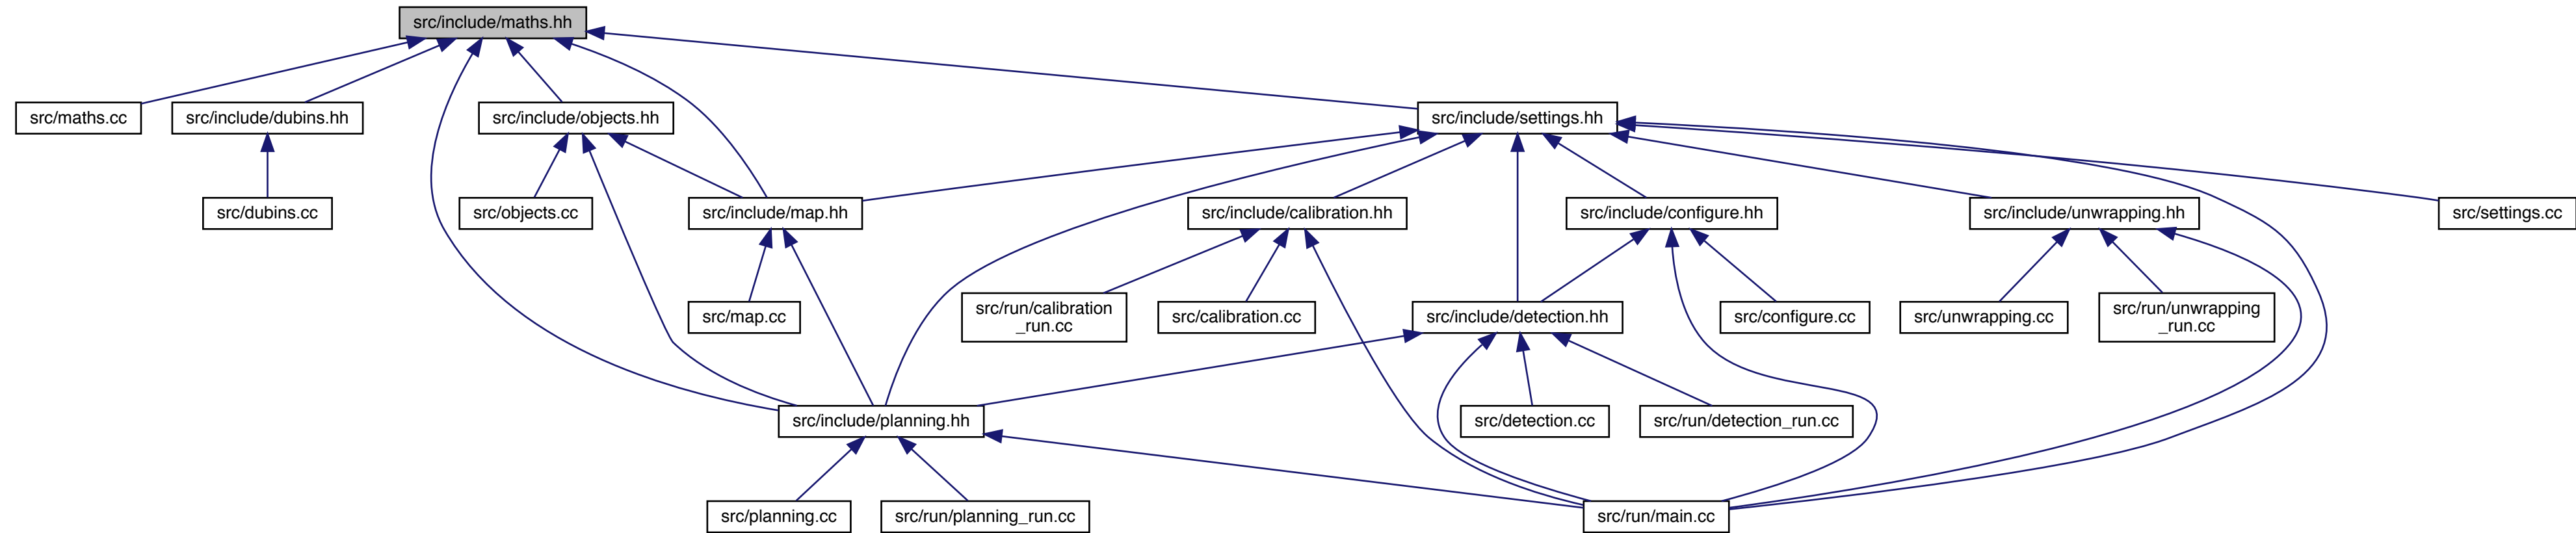 src/include/maths.hh
src/maths.cc
src/include/dubins.hh
src/include/objects.hh
src/include/settings.hh
src/dubins.cc
src/objects.cc
src/include/map.hh
src/include/calibration.hh
src/include/configure.hh
src/include/unwrapping.hh
src/settings.cc
src/map.cc
src/run/calibration
_run.cc
src/calibration.cc
src/include/detection.hh
src/configure.cc
src/unwrapping.cc
src/run/unwrapping
_run.cc
src/include/planning.hh
src/detection.cc
src/run/detection_run.cc
src/planning.cc
src/run/planning_run.cc
src/run/main.cc